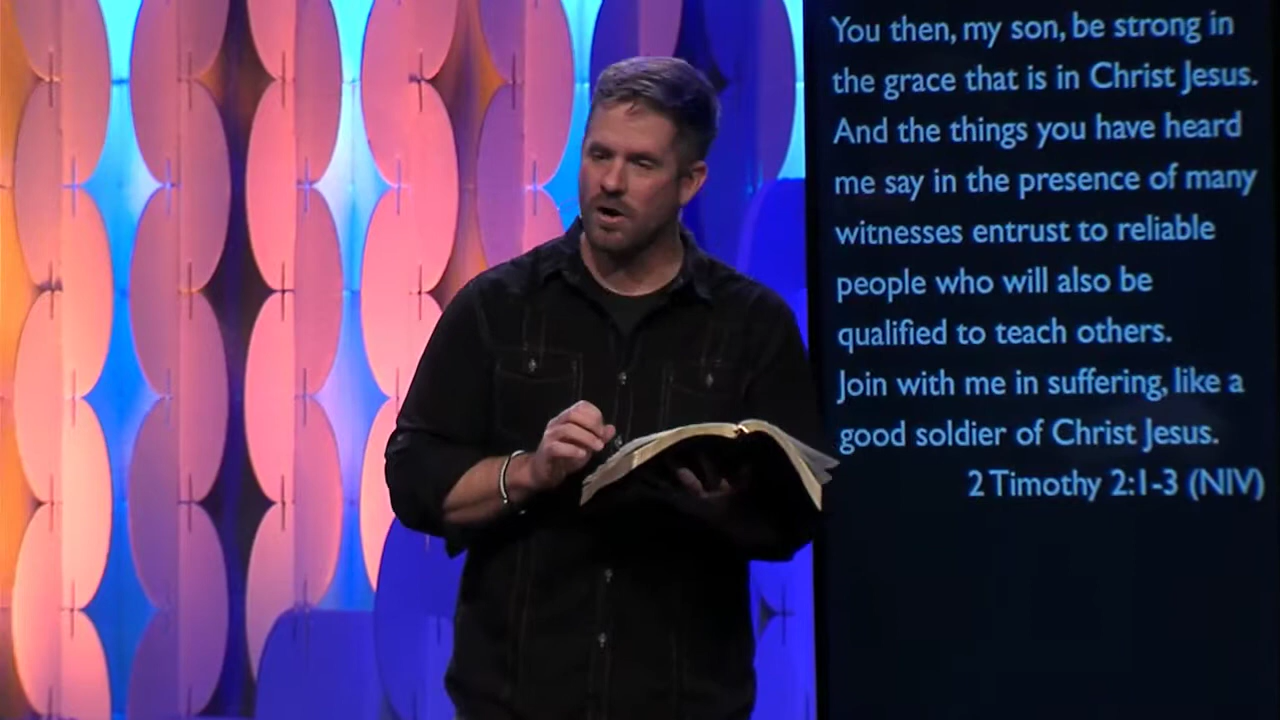 You then, my son, be strong in
the grace that is in Christ Jesus.
And the things you have heard
me say in the presence of many
witnesses entrust to reliable
people who will also be
qualified to teach others.
Join with me in suffering, like a
good soldier of Christ Jesus.
2 Timothy 2:1-3 (NIV)